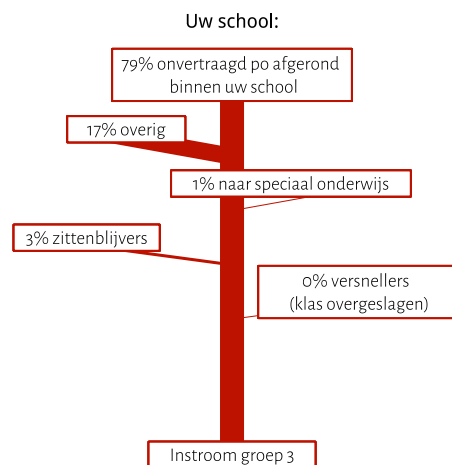 Uw school:
79% onvertraagd po afgerond
binnen uw school
17% overig
1% naar speciaal onderwijs
3% zittenblijvers
0% versnellers
(klas overgeslagen)
Instroom groep 3